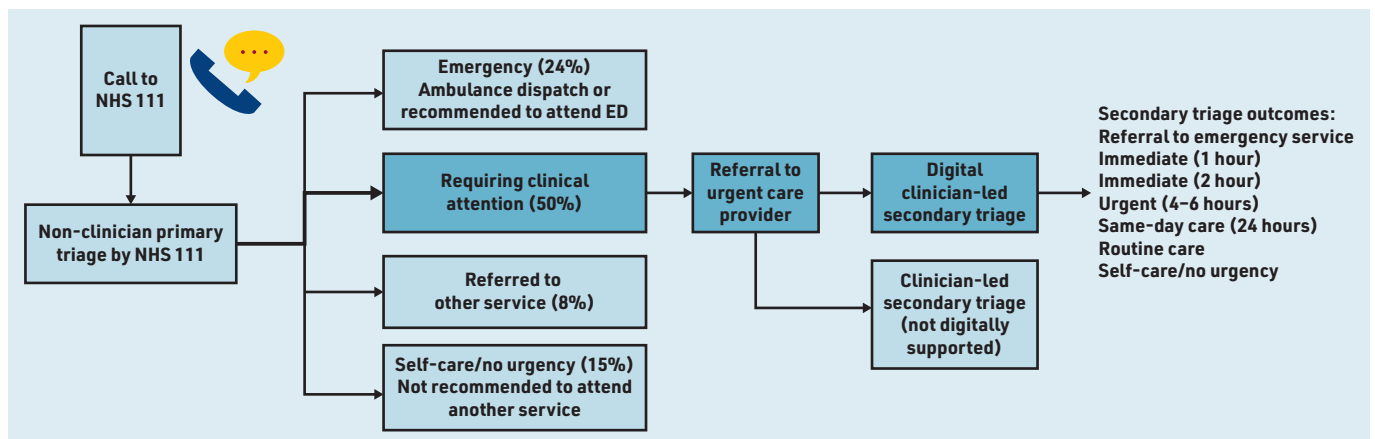 Call to
NHS 111
Non-clinician primary
triage by NHS 111
Emergency (24%)
Ambulance dispatch or
recommended to attend ED
Requiring clinical
attention (50%)
Referred to
other service (8%)
Self-care/no urgency (15%)
Not recommended to attend
another service
Referral to
urgent care
provider
Digital
clinician-led
secondary triage
Clinician-led
secondary triage
(not digitally
supported)
Secondary triage outcomes:
Referral to emergency service
Immediate (1 hour)
Immediate (2 hour)
Urgent (4–6 hours)
Same-day care (24 hours)
Routine care
Self-care/no urgency